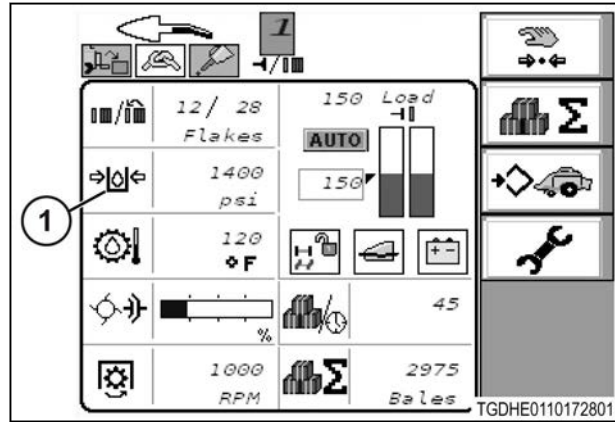 1
12/ 28
Flakes
150 Load
AUTO
150
1400
psi
1
120
°F
%
45
1000
RPM
2975
Bales
TGDHE0110172801